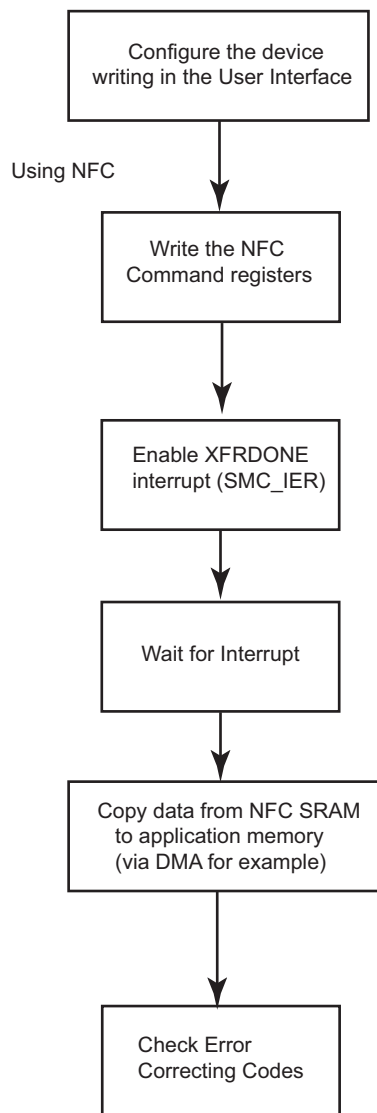 Configure the device
writing in the User Interface
Using NFC
Write the NFC
Command registers
Enable XFRDONE
interrupt (SMC_IER)
Wait for Interrupt
Copy data from NFC SRAM
to application memory
(via DMA for example)
Check Error
Correcting Codes